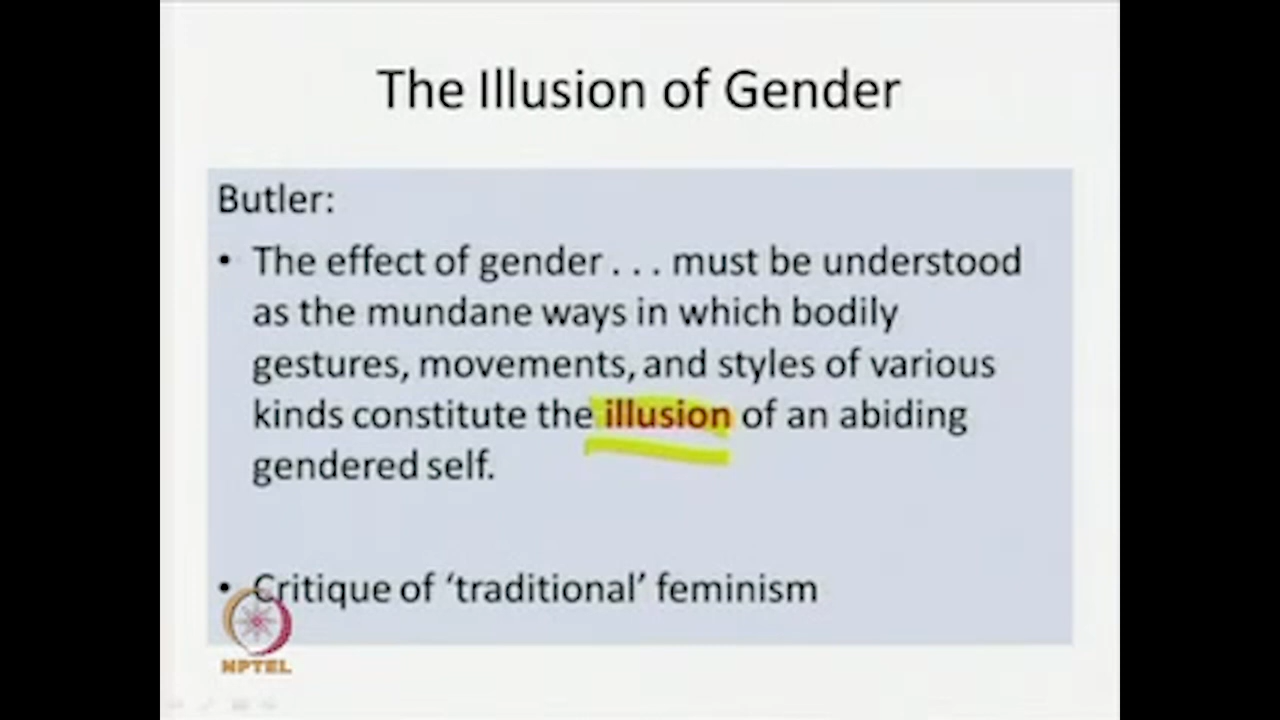 The Illusion of Gender
Butler:
• The effect of gender . . . must be understood
as the mundane ways in which bodily
gestures, movements, and styles of various
kinds constitute the illusion of an abiding
gendered self.
• Critique of ‘traditional’ feminism
NPTEL